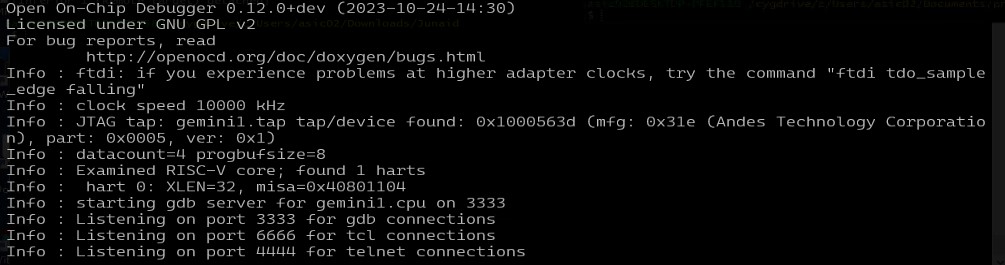 Open On-Chip Debugger 0.12.0+dev (2023-10-24-14:30)
Licensed under GNU GPL v2
For bug reports, read
        http://openocd.org/doc/doxygen/bugs.html
Info : ftdi: if you experience problems at higher adapter clocks, try the command "ftdi tdo_sample
_edge falling"
Info : clock speed 10000 kHz
Info : JTAG tap: gemini1.tap tap/device found: 0x1000563d (mfg: 0x31e (Andes Technology Corporatio
n), part: 0x0005, ver: 0x1)
Info : datacount=4 progbufsize=8
Info : Examined RISC-V core; found 1 harts
Info :  hart 0: XLEN=32, misa=0x40801104
Info : starting gdb server for gemini1.cpu on 3333
Info : Listening on port 3333 for gdb connections
Info : Listening on port 6666 for tcl connections
Info : Listening on port 4444 for telnet connections